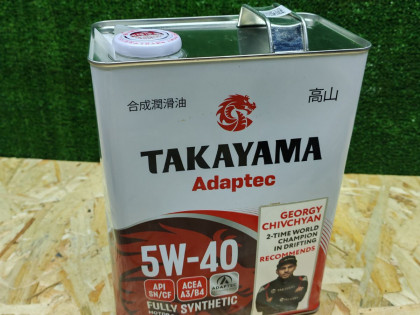 合成潤滑油
高山
TAKAYAMA
Adaptec
5W-40
API
SN/CF
ACEA
A3/B4
ADAPTEC
FULLY SYNTHETIC
GEORGY
CHIVCHYAN
2-TIME WORLD
CHAMPION
IN DRIFTING
RECOMMENDS